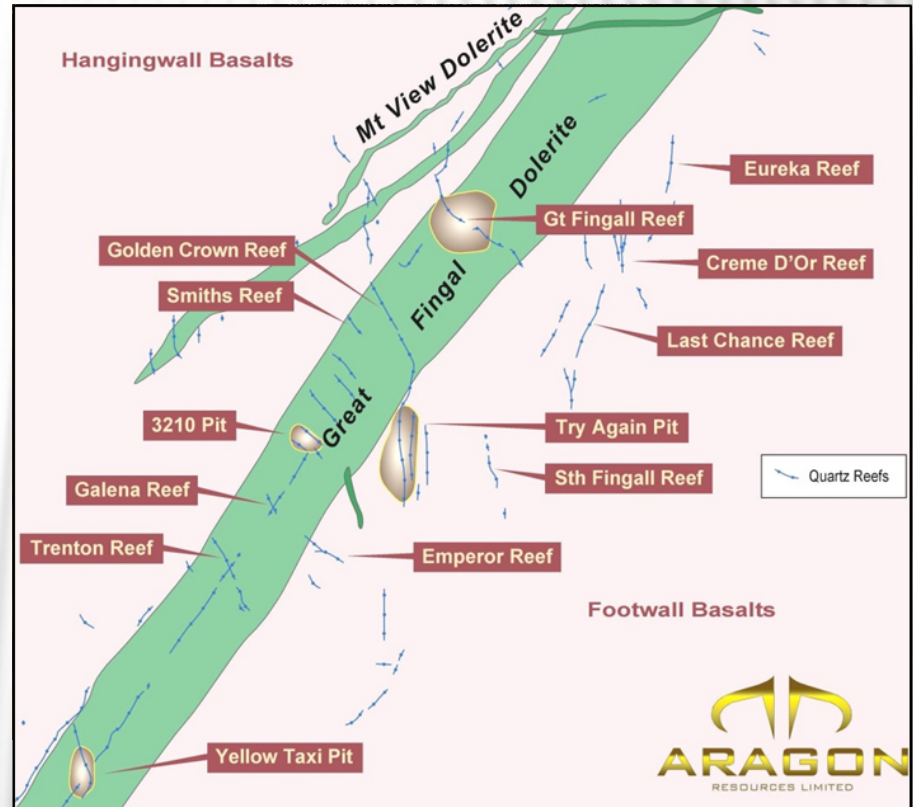 Hangingwall Basalts
Mt View Dolerite
Dolerite
Eureka Reef
Gt Fingall Reef
Golden Crown Reef
Creme D'Or Reef
Smiths Reef
Fingal
Last Chance Reef
3210 Pit
Great
Try Again Pit
Sth Fingall Reef
Quartz Reefs
Galena Reef
Trenton Reef
Emperor Reef
Footwall Basalts
Yellow Taxi Pit
ARAGON
RESOURCES LIMITED